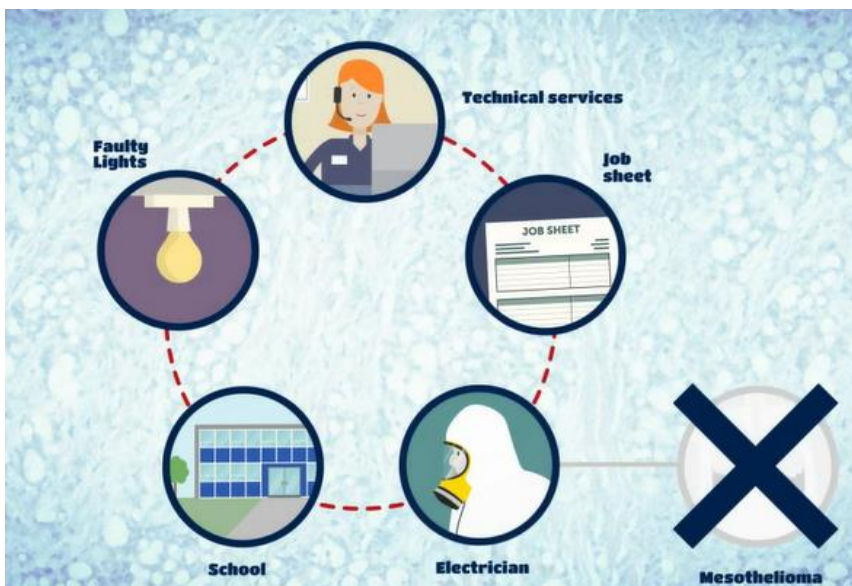 Technical services
Faulty
Lights
Job
sheet
JOB SHEET
School
Electrician
Mesothelioma